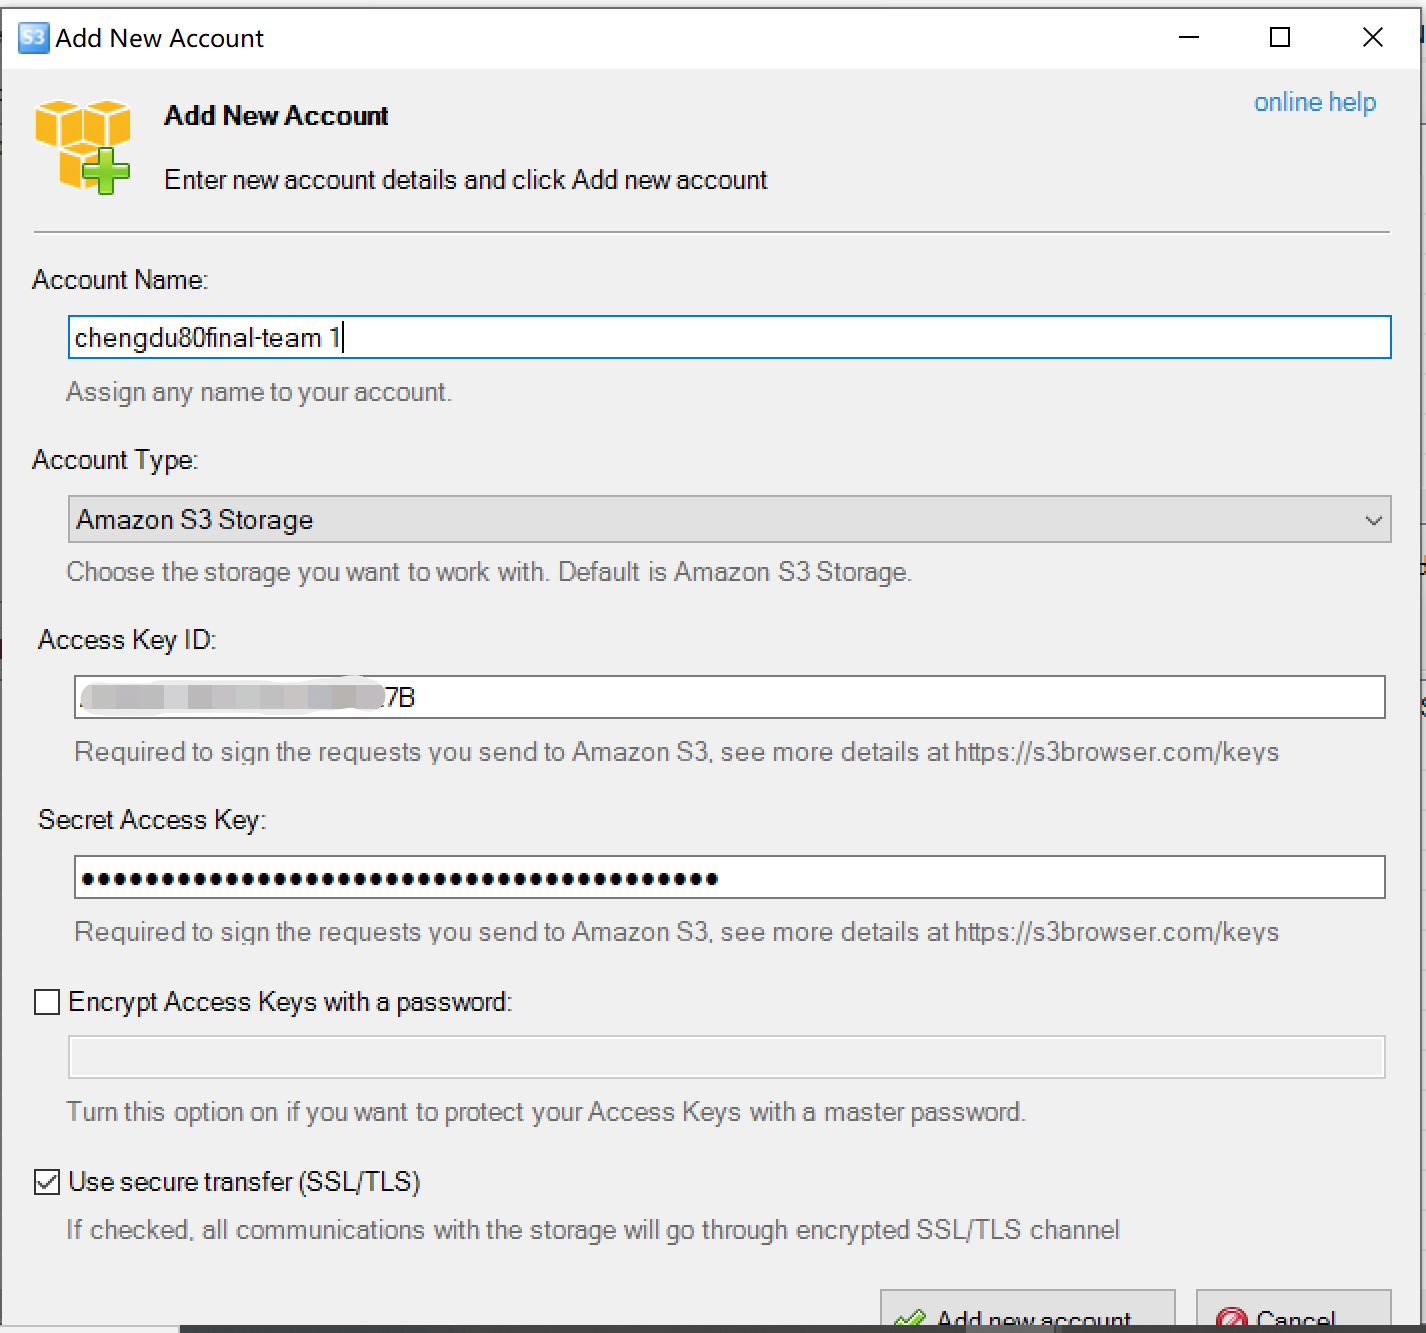 S3 Add New Account
Add New Account
online help
Enter new account details and click Add new account
Account Name:
chengdu80final-team 1
Assign any name to your account.
Account Type:
Amazon S3 Storage
Choose the storage you want to work with. Default is Amazon S3 Storage.
Access Key ID:
7B
Required to sign the requests you send to Amazon S3, see more details at https://s3browser.com/keys
Secret Access Key:
●●●●●●●●●●●●●●●●●●●●●●●●●●●●●●●●●●●●●●●●
Required to sign the requests you send to Amazon S3, see more details at https://s3browser.com/keys
Encrypt Access Keys with a password:
Turn this option on if you want to protect your Access Keys with a master password.
Use secure transfer (SSL/TLS)
If checked, all communications with the storage will go through encrypted SSL/TLS channel
Add new account
Cancel